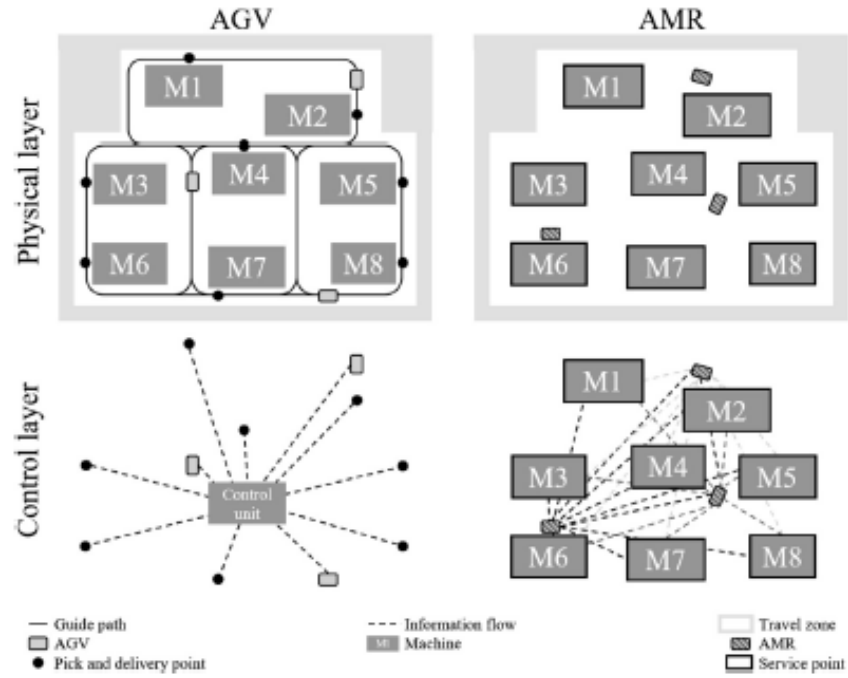 AGV
AMR
Physical layer
M1
M2
M3
M4
M5
M6
M7
M8
M1
M2
M3
M4
M5
M6
M7
M8
Control layer
Control
unit
M1
M2
M3
M4
M5
M6
M7
M8
Guide path
Information flow
Travel zone
AGV
M1
Machine
AMR
Pick and delivery point
Service point